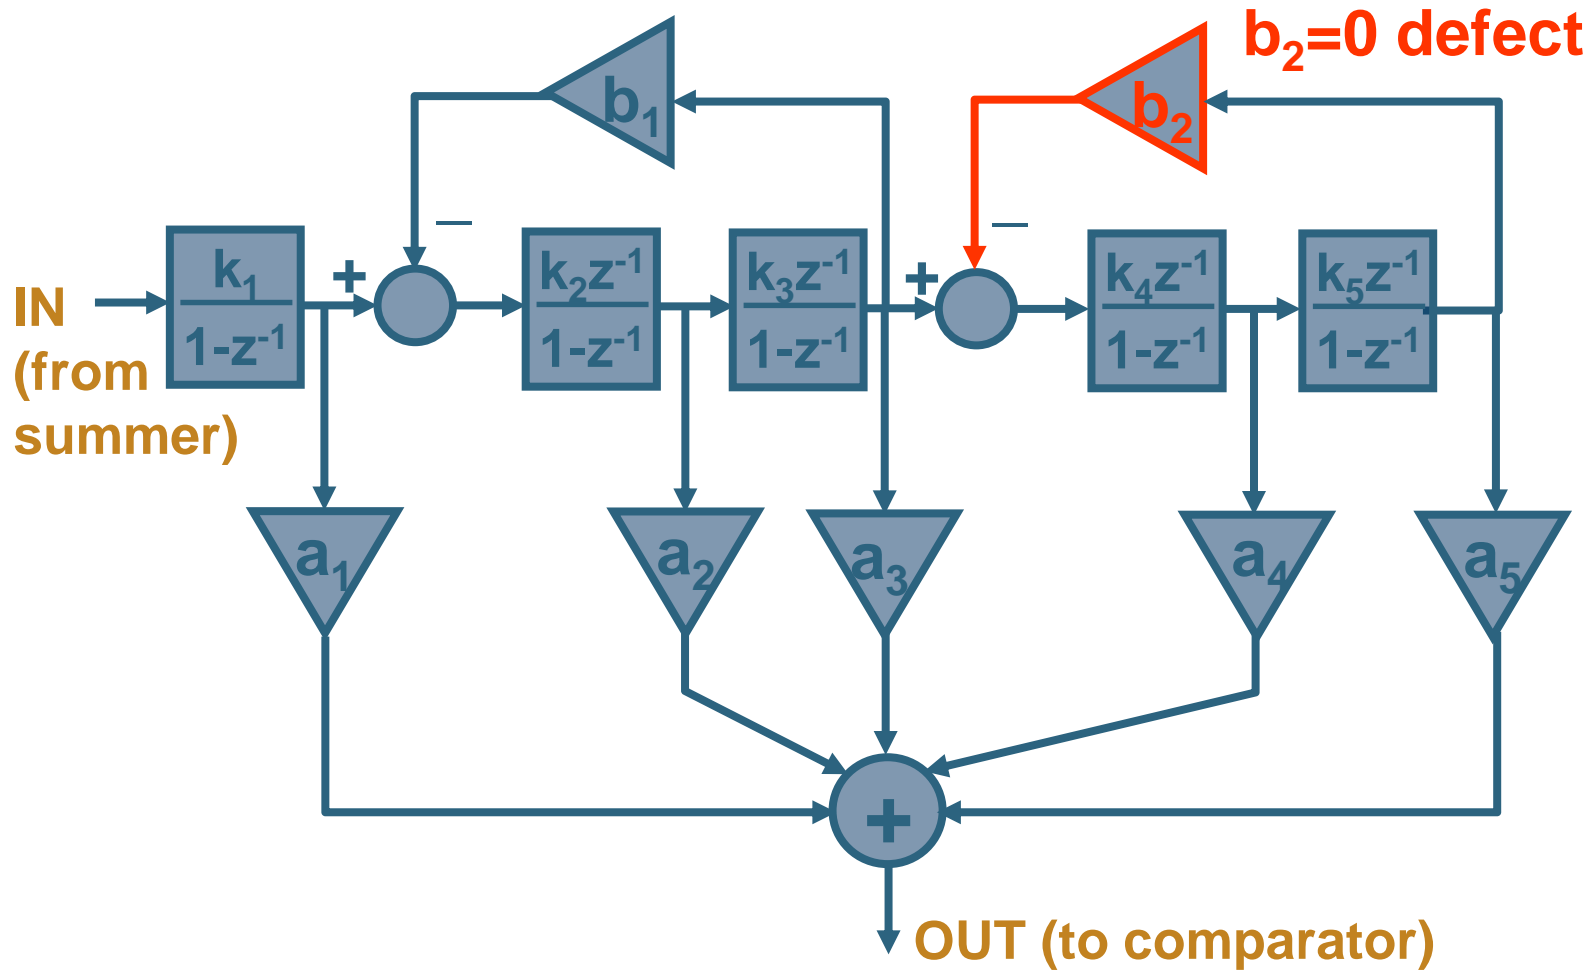 b₂=0 defect
b₁
b₂
−
−
+
+
IN
(from
summer)
k₁
1-z⁻¹
k₂z⁻¹
1-z⁻¹
k₃z⁻¹
1-z⁻¹
k₄z⁻¹
1-z⁻¹
k₅z⁻¹
1-z⁻¹
a₁
a₂
a₃
a₄
a₅
+
OUT (to comparator)